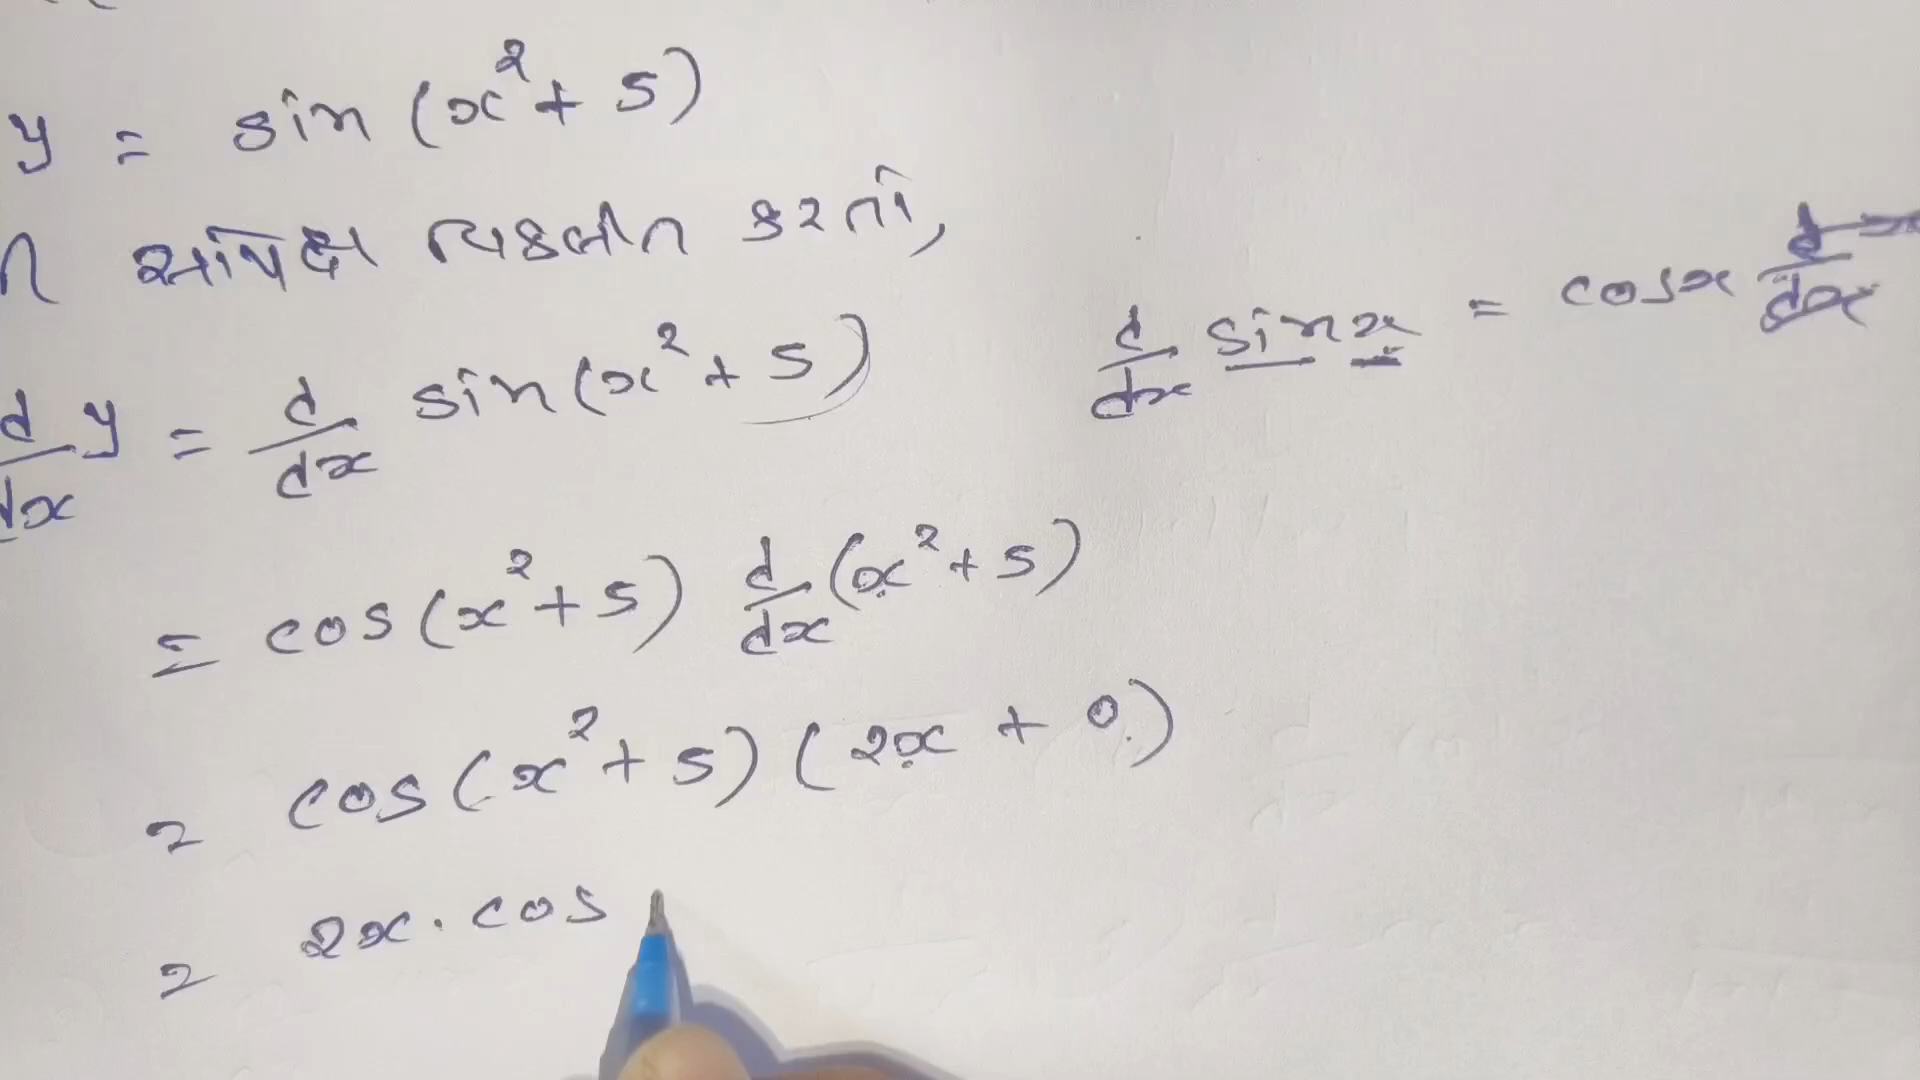 y = sin (x² + 5)
ની સાપેક્ષ વિકલીત કરતાં,
d/dx y = d/dx sin (x² + 5)
d/dx sin x = cos x d/dx
= cos (x² + 5) d/dx (x² + 5)
= cos (x² + 5) (2x + 0)
= 2x . cos